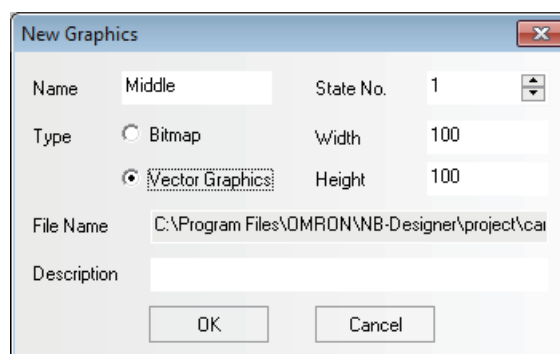 New Graphics
Name Middle State No. 1
Type Bitmap Width 100
Vector Graphics Height 100
File Name C:\Program Files\OMRON\NB-Designer\project\car
Description
OK Cancel